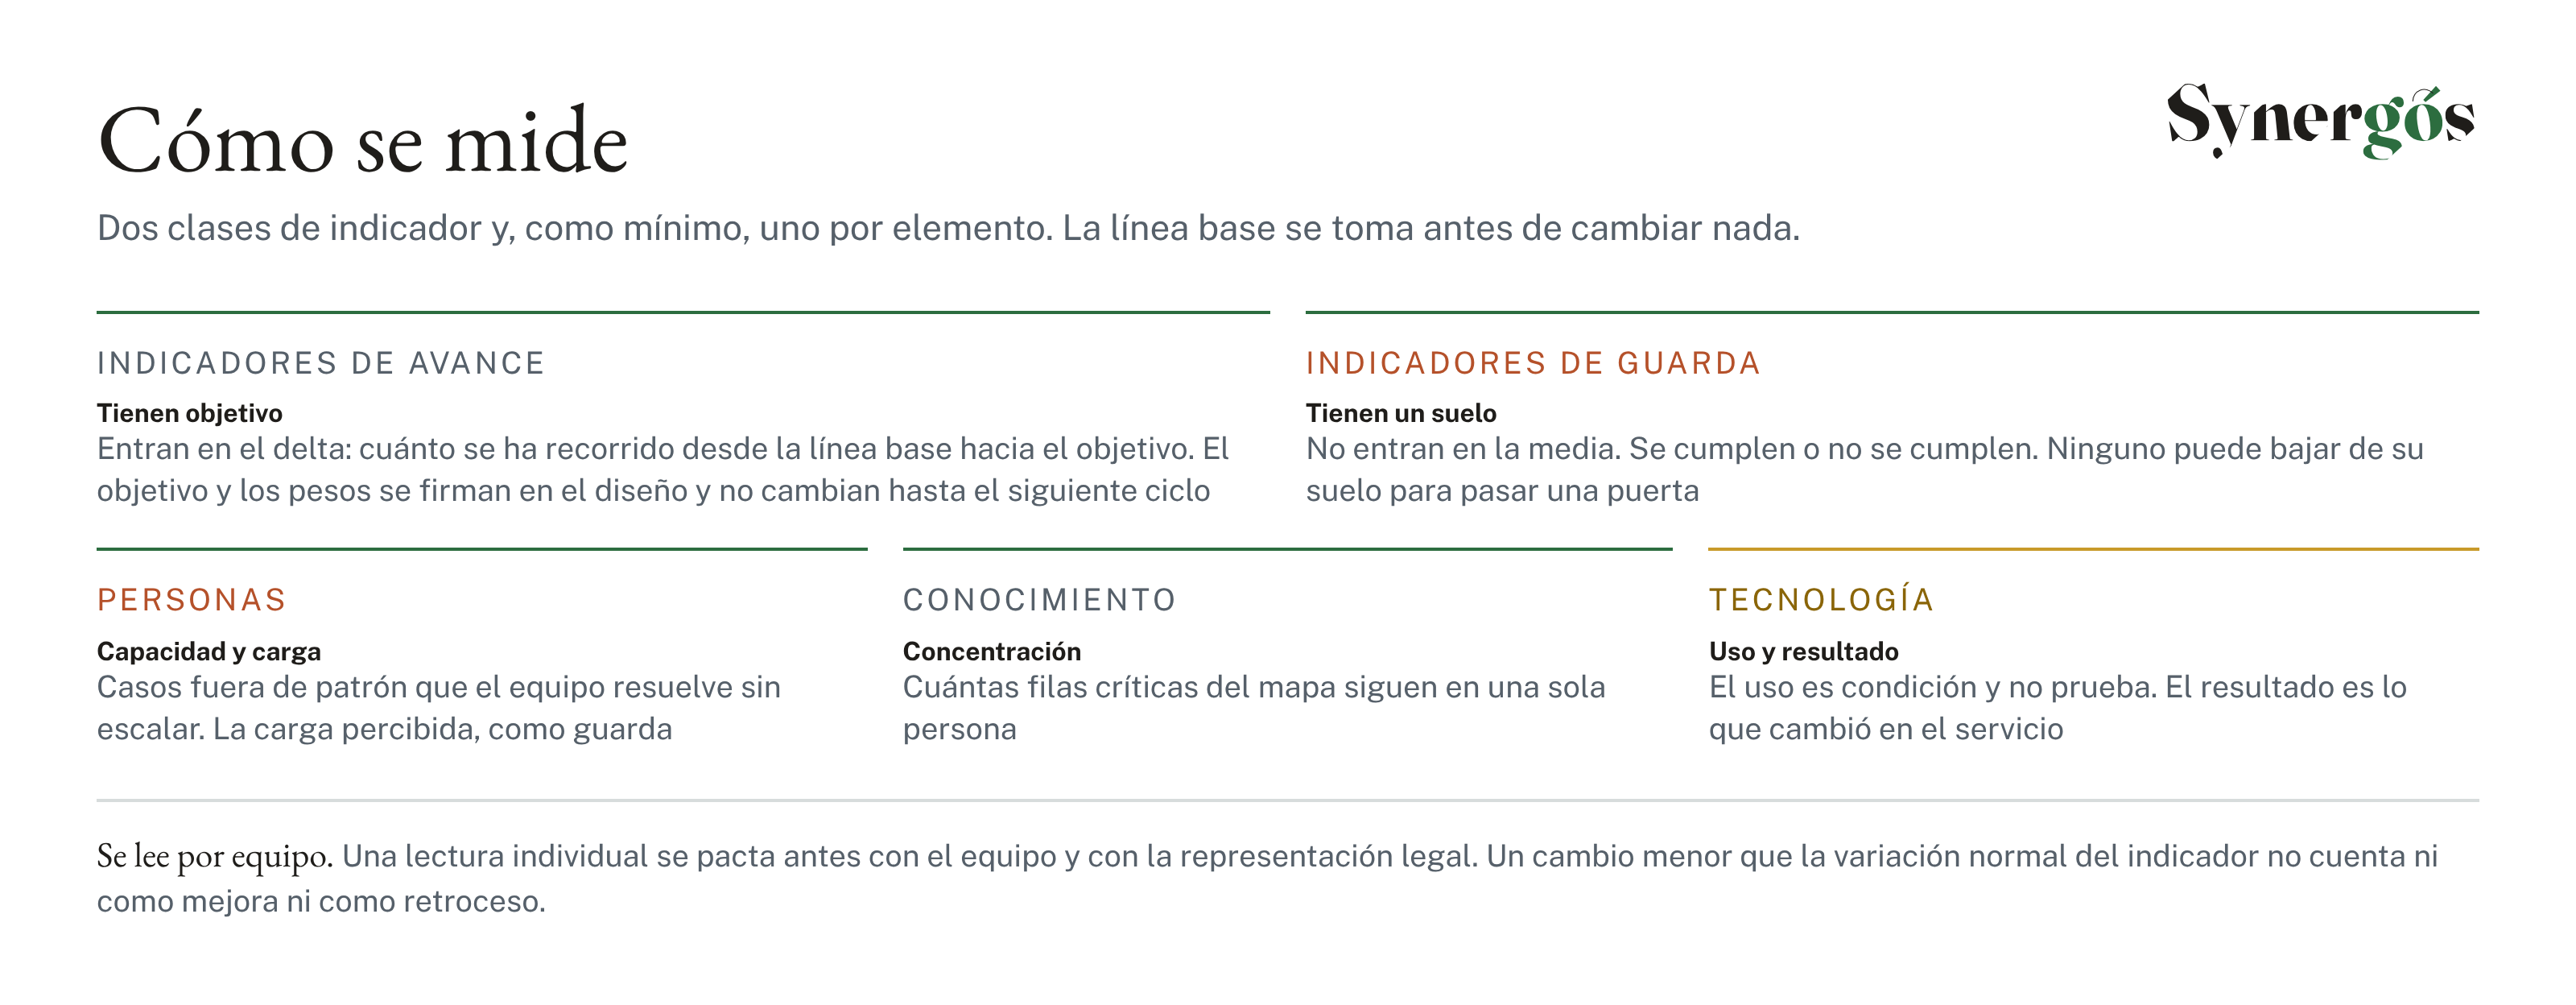 Cómo se mide
Synergós
Dos clases de indicador y, como mínimo, uno por elemento. La línea base se toma antes de cambiar nada.
INDICADORES DE AVANCE
Tienen objetivo
Entran en el delta: cuánto se ha recorrido desde la línea base hacia el objetivo. El
objetivo y los pesos se firman en el diseño y no cambian hasta el siguiente ciclo
INDICADORES DE GUARDA
Tienen un suelo
No entran en la media. Se cumplen o no se cumplen. Ninguno puede bajar de su
suelo para pasar una puerta
PERSONAS
Capacidad y carga
Casos fuera de patrón que el equipo resuelve sin
escalar. La carga percibida, como guarda
CONOCIMIENTO
Concentración
Cuántas filas críticas del mapa siguen en una sola
persona
TECNOLOGÍA
Uso y resultado
El uso es condición y no prueba. El resultado es lo
que cambió en el servicio
Se lee por equipo. Una lectura individual se pacta antes con el equipo y con la representación legal. Un cambio menor que la variación normal del indicador no cuenta ni
como mejora ni como retroceso.